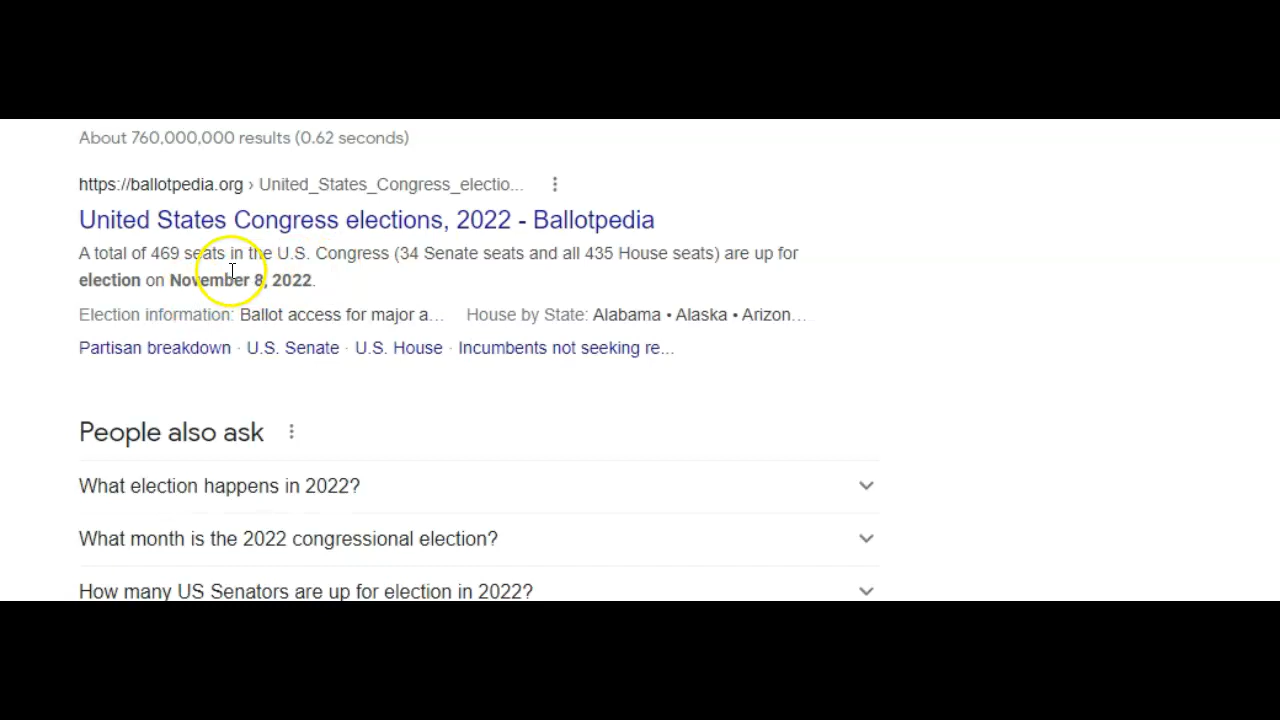 About 760,000,000 results (0.62 seconds)
https://ballotpedia.org › United_States_Congress_electio...
United States Congress elections, 2022 - Ballotpedia
A total of 469 seats in the U.S. Congress (34 Senate seats and all 435 House seats) are up for
election on November 8, 2022.
Election information: Ballot access for major a... House by State: Alabama • Alaska • Arizon...
Partisan breakdown · U.S. Senate · U.S. House · Incumbents not seeking re...
People also ask
What election happens in 2022?
What month is the 2022 congressional election?
How many US Senators are up for election in 2022?